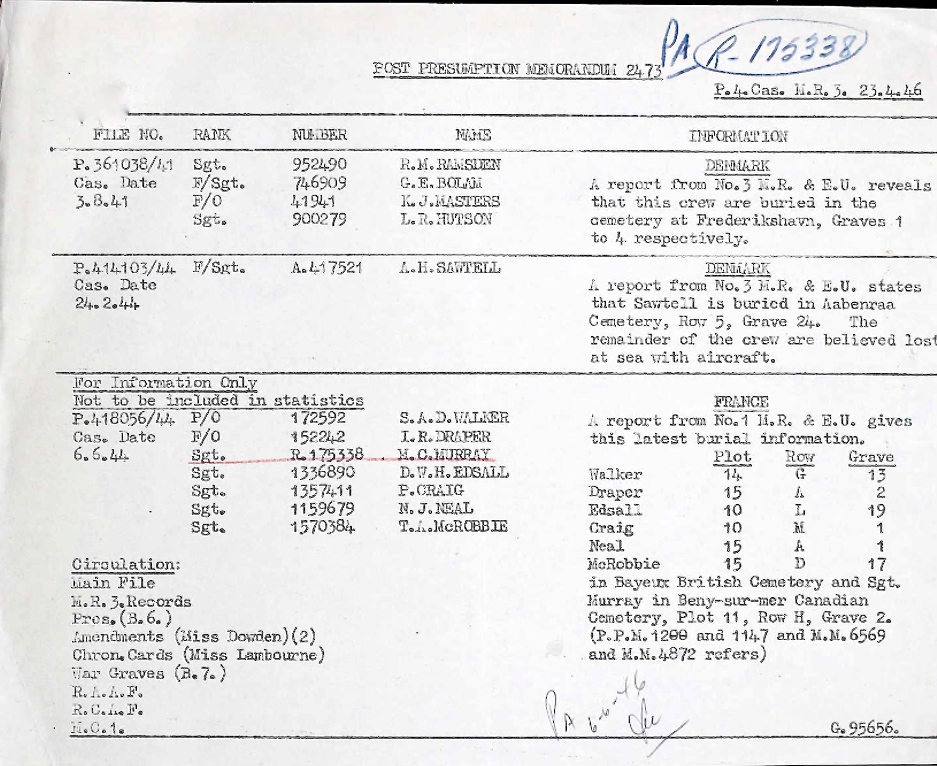 PA R-175338
POST PRESUMPTION MEMORANDUM 2473
P.4.Cas. M.R.3. 23.4.46
FILE NO. RANK NUMBER NAME INFORMATION
P.361038/41 Sgt. 952490 R.M.RAMSDEN DENMARK
Cas. Date F/Sgt. 746909 G.E.BOLAM A report from No.3 M.R. & E.U. reveals
3.8.41 F/O 41941 K.J.MASTERS that this crew are buried in the
Sgt. 900279 L.R.HUTSON cemetery at Frederikshavn, Graves 1
to 4 respectively.
P.414103/44 F/Sgt. A.417521 A.H.SAWTELL DENMARK
Cas. Date A report from No.3 M.R. & E.U. states
24.2.44 that Sawtell is buried in Aabenraa
Cemetery, Row 5, Grave 24. The
remainder of the crew are believed lost
at sea with aircraft.
For Information Only
Not to be included in statistics FRANCE
P.418056/44 P/O 172592 S.A.D.WALKER A report from No.1 M.R. & E.U. gives
Cas. Date F/O 152242 I.R.DRAPER this latest burial information.
6.6.44 Sgt. R.175338 M.C.MURRAY Plot Row Grave
Sgt. 1336890 D.W.H.EDSALL Walker 14 G 13
Sgt. 1357411 P.CRAIG Draper 15 A 2
Sgt. 1159679 N.J.NEAL Edsall 10 L 19
Sgt. 1570384 T.A.McROBBIE Craig 10 M 1
Neal 15 A 1
McRobbie 15 D 17
in Bayeux British Cemetery and Sgt.
Murray in Beny-sur-mer Canadian
Cemetery, Plot 11, Row H, Grave 2.
(P.P.M.1200 and 1147 and M.M.6569
and M.M.4872 refers)
Circulation:
Main File
M.R.3.Records
Pros.(B.6.)
Amendments (Miss Dowden)(2)
Chron.Cards (Miss Lambourne)
War Graves (B.7.)
R.A.A.F.
R.C.A.F.
M.C.1.
PA 6-6-46
G.95656.